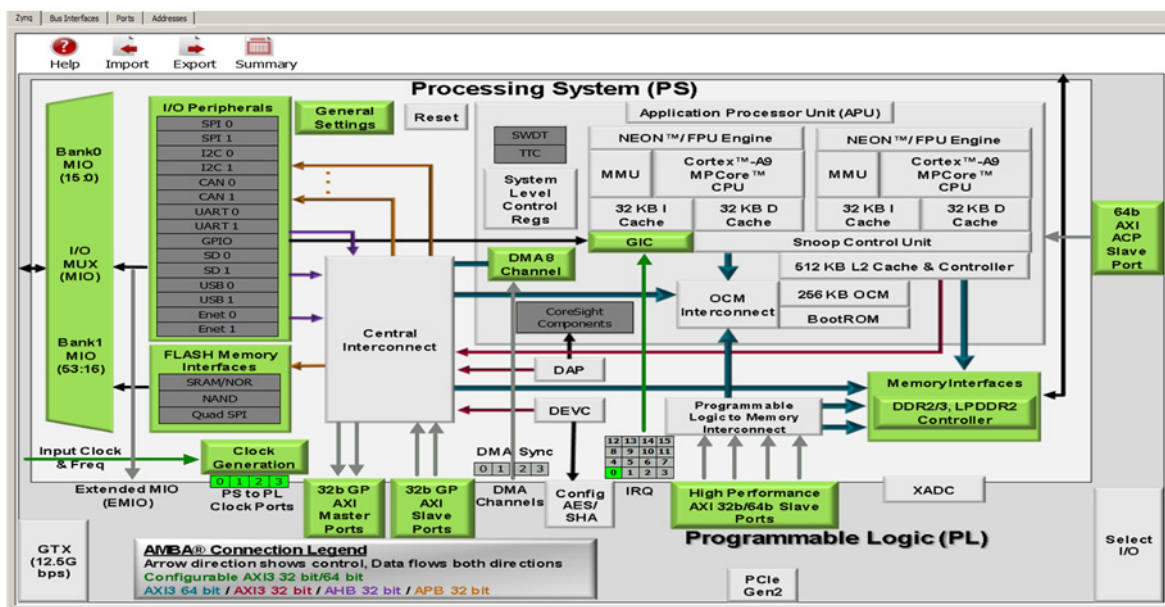 Zynq
Bus Interfaces
Ports
Addresses
Help
Import
Export
Summary
Processing System (PS)
Bank0
MIO
(15:0)
I/O
MUX
(MIO)
Bank1
MIO
(53:16)
I/O Peripherals
SPI 0
SPI 1
I2C 0
I2C 1
CAN 0
CAN 1
UART 0
UART 1
GPIO
SD 0
SD 1
USB 0
USB 1
Enet 0
Enet 1
FLASH Memory
Interfaces
SRAM/NOR
NAND
Quad SPI
General
Settings
Reset
Central
Interconnect
Application Processor Unit (APU)
SWDT
TTC
System
Level
Control
Regs
NEON™/FPU Engine
MMU
Cortex™-A9
MPCore™
CPU
32 KB I
Cache
32 KB D
Cache
NEON™/FPU Engine
MMU
Cortex™-A9
MPCore™
CPU
32 KB I
Cache
32 KB D
Cache
GIC
Snoop Control Unit
DMA 8
Channel
512 KB L2 Cache & Controller
OCM
Interconnect
256 KB OCM
BootROM
CoreSight
Components
DAP
DEVC
64b
AXI
ACP
Slave
Port
Memory Interfaces
DDR2/3, LPDDR2
Controller
Programmable
Logic to Memory
Interconnect
Input Clock
& Freq
Clock
Generation
0 1 2 3
PS to PL
Clock Ports
Extended MIO
(EMIO)
32b GP
AXI
Master
Ports
32b GP
AXI
Slave
Ports
DMA Sync
0 1 2 3
DMA
Channels
Config
AES/
SHA
12 13 14 15
8 9 10 11
4 5 6 7
0 1 2 3
IRQ
High Performance
AXI 32b/64b Slave
Ports
XADC
Programmable Logic (PL)
GTX
(12.5G
bps)
AMBA® Connection Legend
Arrow direction shows control, Data flows both directions
Configurable AXI3 32 bit/64 bit
AXI3 64 bit / AXI3 32 bit / AHB 32 bit / APB 32 bit
PCIe
Gen2
Select
I/O